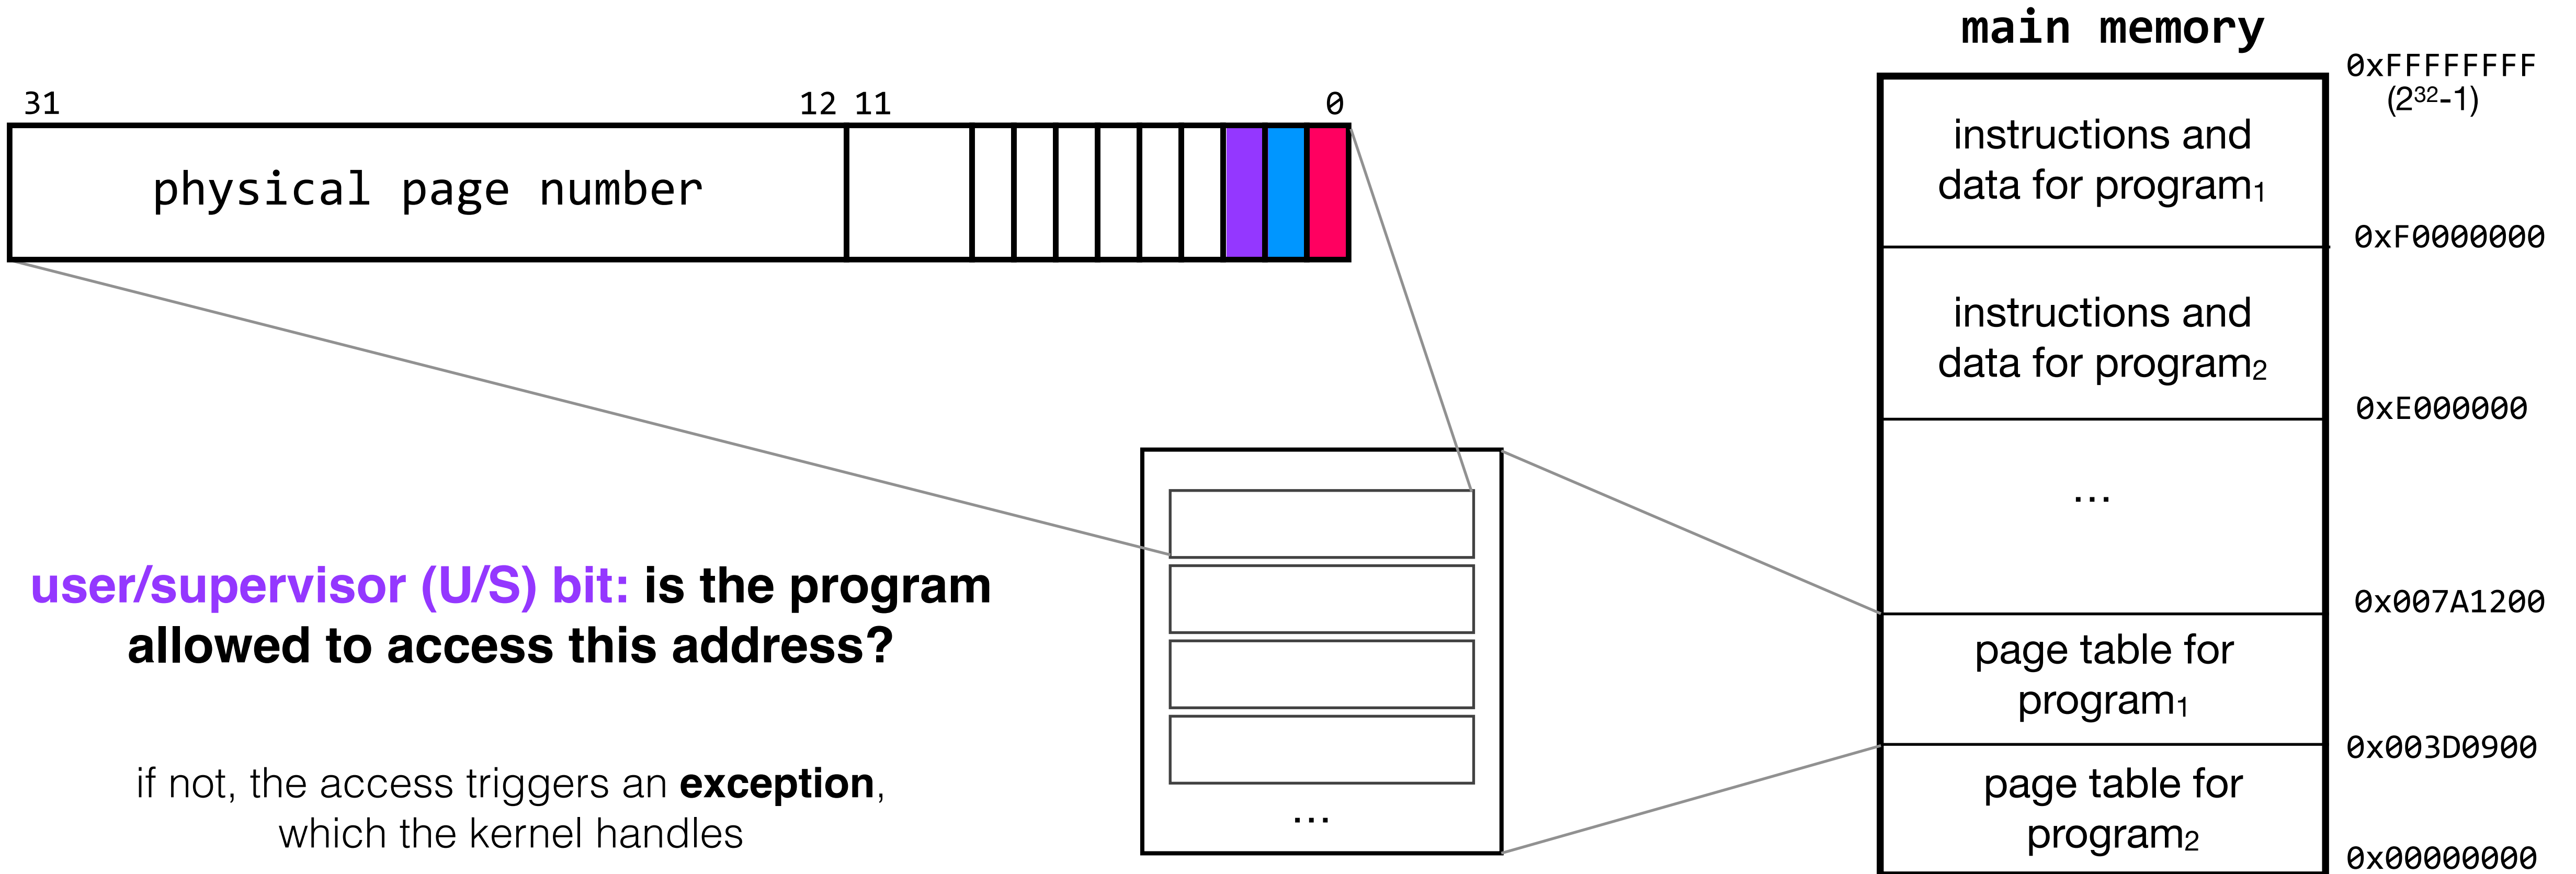 main memory
0xFFFFFFFF
(2³²-1)
31
12 11
0
physical page number
instructions and
data for program₁
0xF0000000
instructions and
data for program₂
0xE000000
...
user/supervisor (U/S) bit: is the program
allowed to access this address?
0x007A1200
page table for
program₁
0x003D0900
if not, the access triggers an exception,
which the kernel handles
...
page table for
program₂
0x00000000